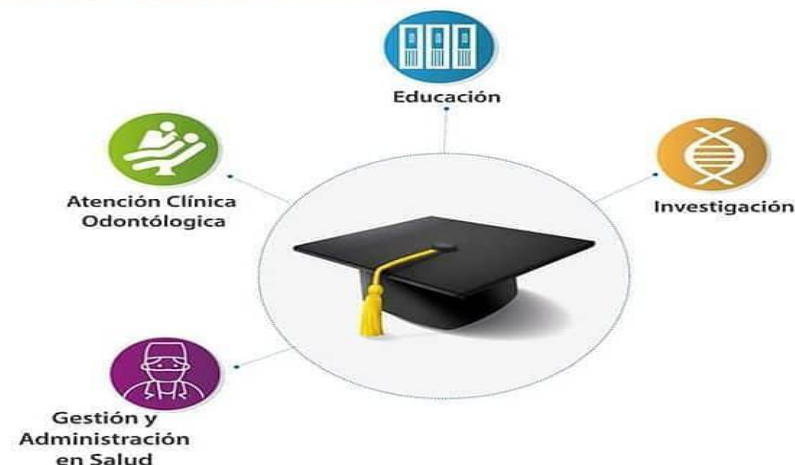 Educación
Atención Clínica
Odontólogica
Investigación
Gestión y
Administración
en Salud